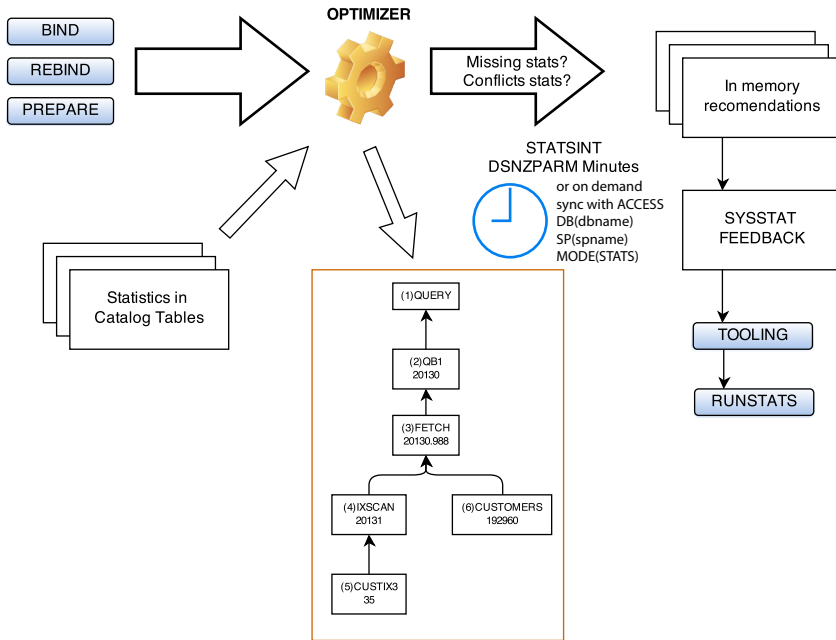 BIND
REBIND
PREPARE
OPTIMIZER
Missing stats?
Conflicts stats?
In memory
recomendations
STATSINT
DSNZPARM Minutes
or on demand
sync with ACCESS
DB(dbname)
SP(spname)
MODE(STATS)
SYSSTAT
FEEDBACK
TOOLING
RUNSTATS
Statistics in
Catalog Tables
(1)QUERY
(2)QB1
20130
(3)FETCH
20130.988
(4)IXSCAN
20131
(6)CUSTOMERS
192960
(5)CUSTIX3
35